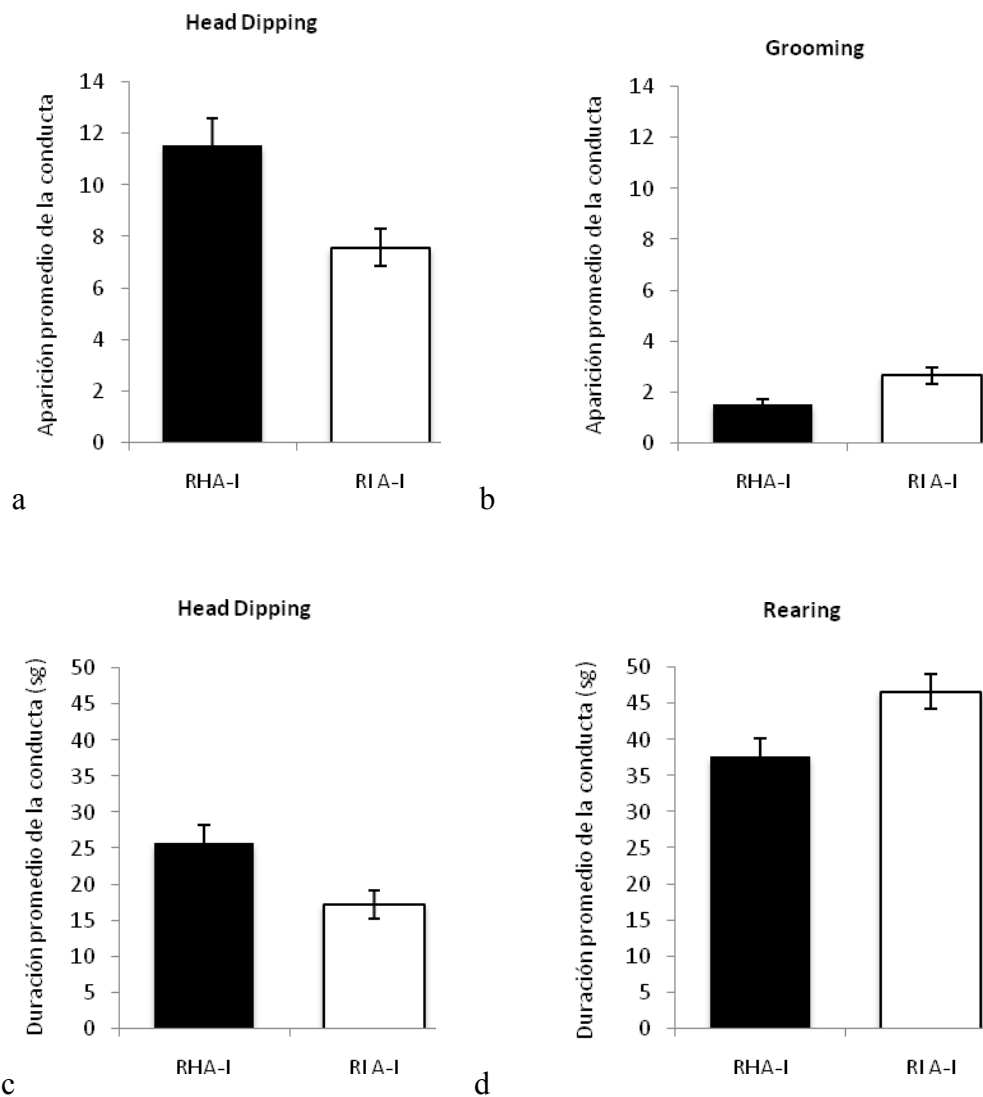 Head Dipping
Aparición promedio de la conducta
14
12
10
8
6
4
2
0
RHA-I
RLA-I
a
Grooming
Aparición promedio de la conducta
14
12
10
8
6
4
2
0
RHA-I
RLA-I
b
Head Dipping
Duración promedio de la conducta (sg)
50
45
40
35
30
25
20
15
10
5
0
RHA-I
RLA-I
c
Rearing
Duración promedio de la conducta (sg)
50
45
40
35
30
25
20
15
10
5
0
RHA-I
RLA-I
d